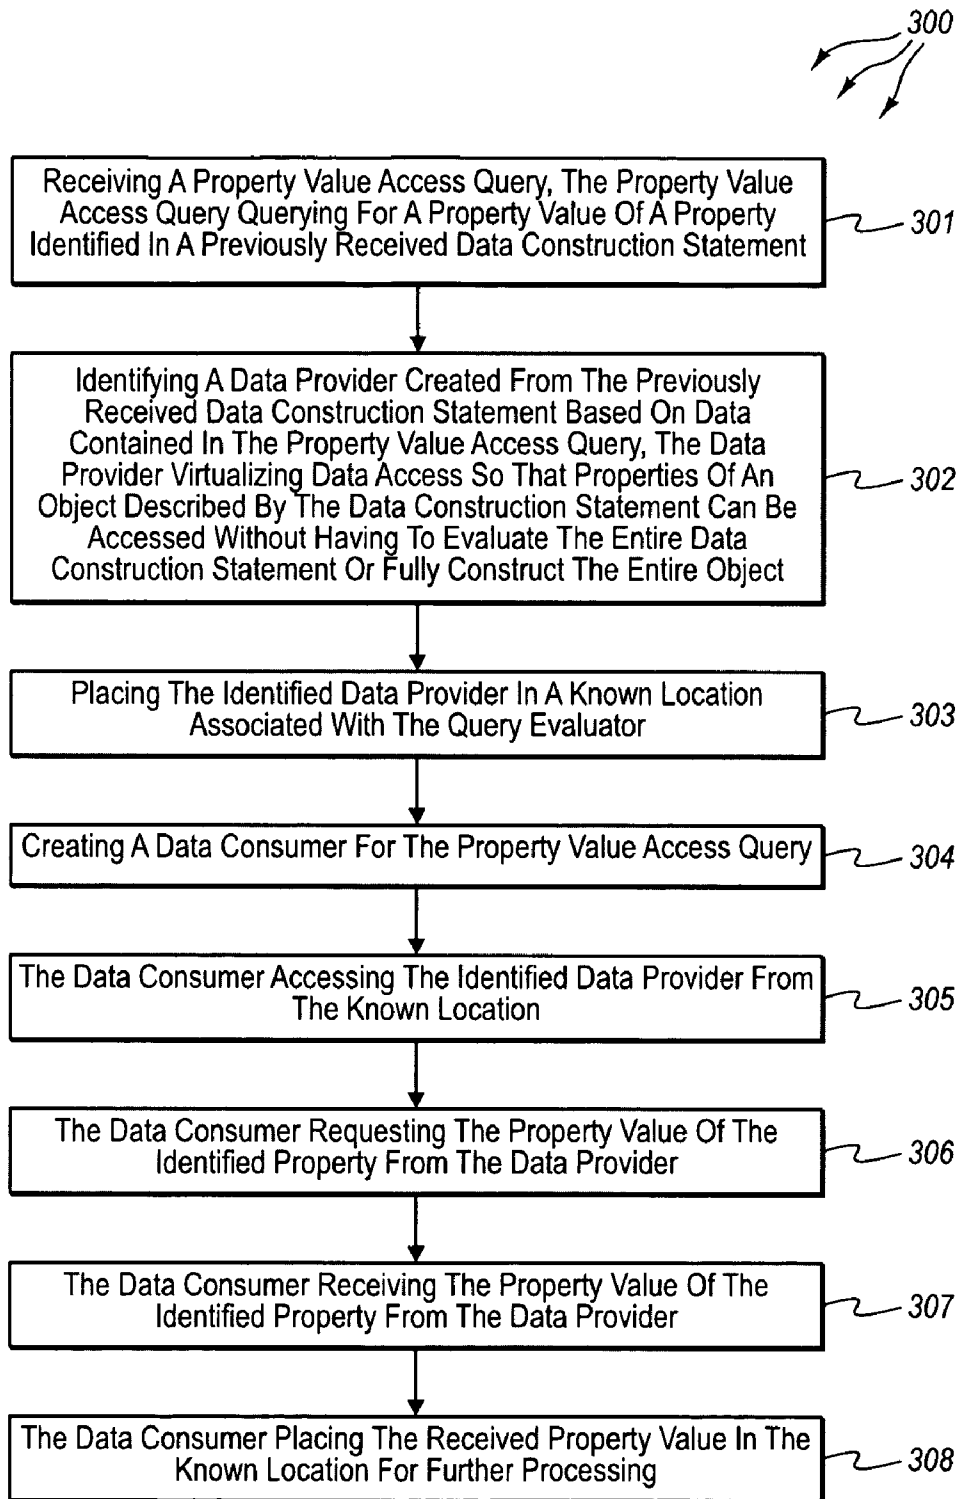 300
Receiving A Property Value Access Query, The Property Value
Access Query Querying For A Property Value Of A Property
Identified In A Previously Received Data Construction Statement
301
Identifying A Data Provider Created From The Previously
Received Data Construction Statement Based On Data
Contained In The Property Value Access Query, The Data
Provider Virtualizing Data Access So That Properties Of An
Object Described By The Data Construction Statement Can Be
Accessed Without Having To Evaluate The Entire Data
Construction Statement Or Fully Construct The Entire Object
302
Placing The Identified Data Provider In A Known Location
Associated With The Query Evaluator
303
Creating A Data Consumer For The Property Value Access Query
304
The Data Consumer Accessing The Identified Data Provider From
The Known Location
305
The Data Consumer Requesting The Property Value Of The
Identified Property From The Data Provider
306
The Data Consumer Receiving The Property Value Of The
Identified Property From The Data Provider
307
The Data Consumer Placing The Received Property Value In The
Known Location For Further Processing
308